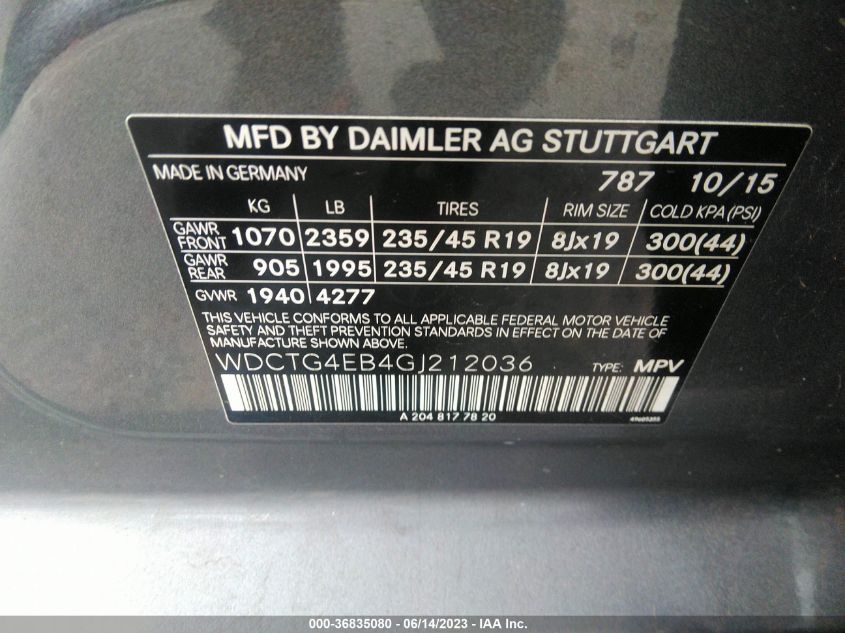 MFD BY DAIMLER AG STUTTGART
MADE IN GERMANY 787 10/15
KG LB TIRES RIM SIZE COLD KPA (PSI)
GAWR FRONT 1070 2359 235/45 R19 8Jx19 300(44)
GAWR REAR 905 1995 235/45 R19 8Jx19 300(44)
GVWR 1940 4277
THIS VEHICLE CONFORMS TO ALL APPLICABLE FEDERAL MOTOR VEHICLE
SAFETY AND THEFT PREVENTION STANDARDS IN EFFECT ON THE DATE OF
MANUFACTURE SHOWN ABOVE.
WDCTG4EB4GJ212036 TYPE: MPV
A 204 817 78 20
000-36835080 - 06/14/2023 - IAA Inc.